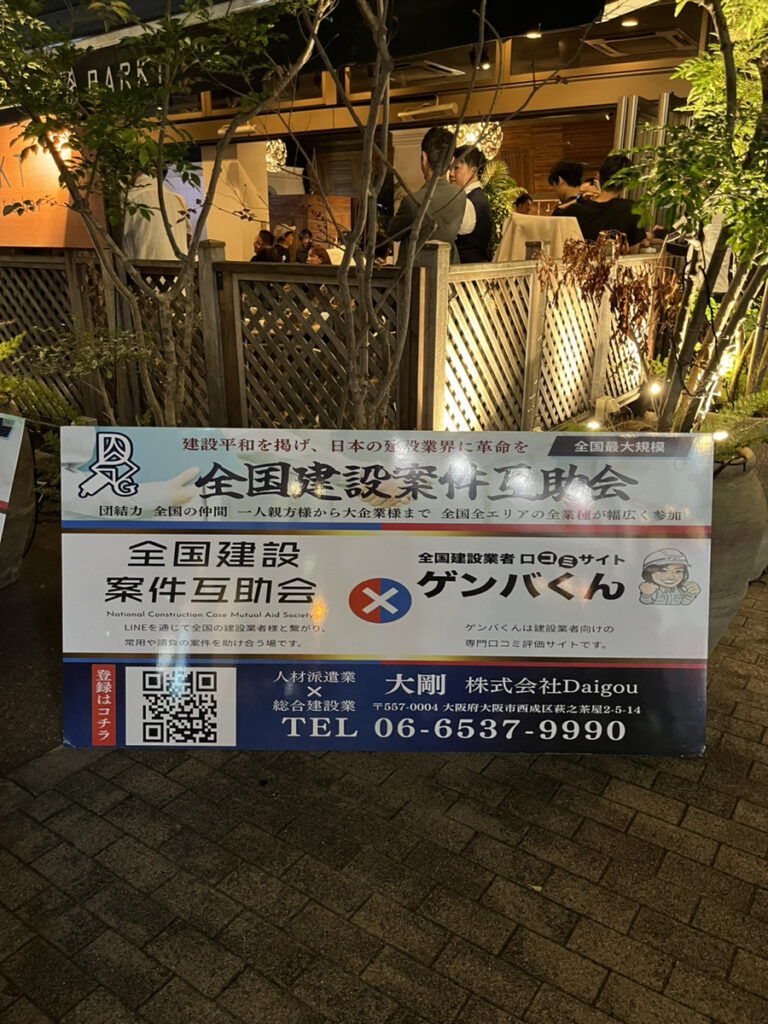 PARK
建設平和を掲げ、日本の建設業界に革命を
全国最大規模
全国建設案件互助会
団結力 全国の仲間 一人親方様から大企業様まで 全国全エリアの全業種が幅広く参加
全国建設
案件互助会
National Construction Case Mutual Aid Society
LINEを通じて全国の建設業者様と繋がり、
常用や請負の案件を助け合う場です。
全国建設業者 口コミサイト
ゲンバくん
ゲンバくんは建設業者向けの
専門口コミ評価サイトです。
登録はコチラ
人材派遣業
×
総合建設業
大剛 株式会社Daigou
〒557-0004 大阪府大阪市西成区萩之茶屋2-5-14
TEL 06-6537-9990